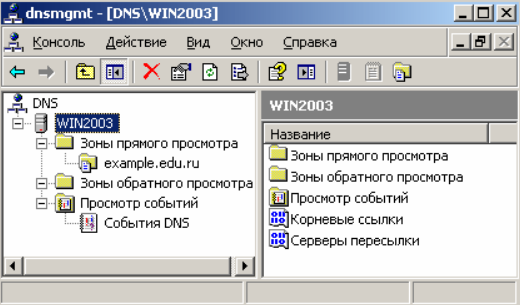 dnsmgmt - [DNS\WIN2003]
Консоль Действие Вид Окно Справка
DNS
WIN2003
Зоны прямого просмотра
example.edu.ru
Зоны обратного просмотра
Просмотр событий
События DNS
WIN2003
Название
Зоны прямого просмотра
Зоны обратного просмотра
Просмотр событий
Корневые ссылки
Серверы пересылки